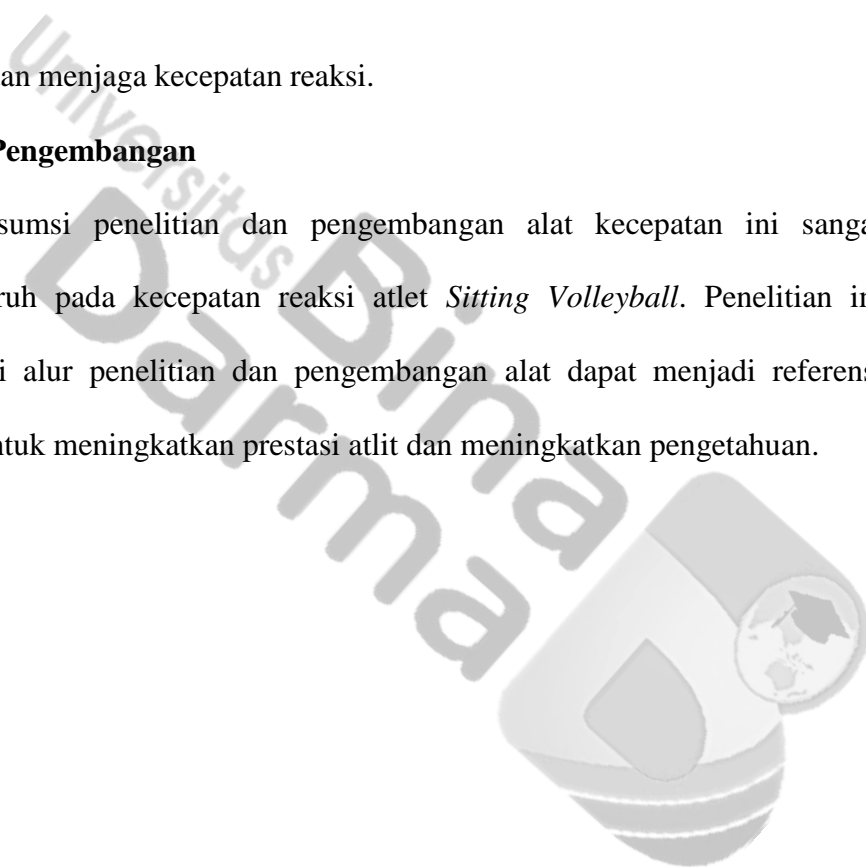 an menjaga kecepatan reaksi.
Pengembangan
sumsi penelitian dan pengembangan alat kecepatan ini sanga
ruh pada kecepatan reaksi atlet Sitting Volleyball. Penelitian in
i alur penelitian dan pengembangan alat dapat menjadi referens
ntuk meningkatkan prestasi atlit dan meningkatkan pengetahuan.
Universitas
Bina
Darma